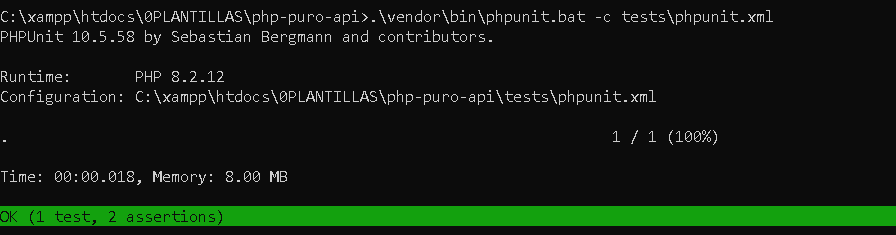 C:\xampp\htdocs\0PLANTILLAS\php-puro-api>.\vendor\bin\phpunit.bat -c tests\phpunit.xml
PHPUnit 10.5.58 by Sebastian Bergmann and contributors.
Runtime:       PHP 8.2.12
Configuration: C:\xampp\htdocs\0PLANTILLAS\php-puro-api\tests\phpunit.xml
.                                                                   1 / 1 (100%)
Time: 00:00.018, Memory: 8.00 MB
OK (1 test, 2 assertions)